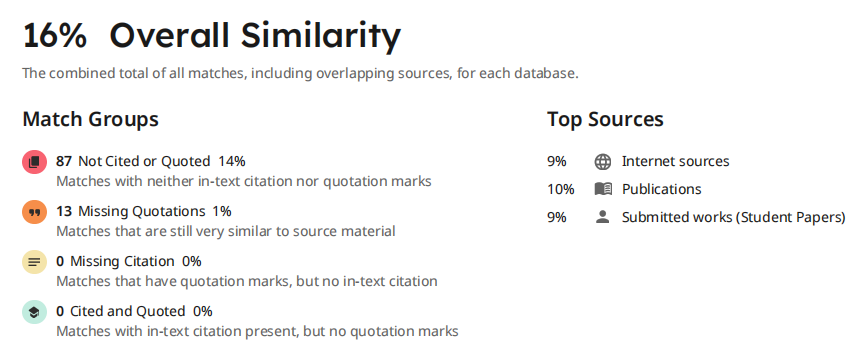 16% Overall Similarity
The combined total of all matches, including overlapping sources, for each database.
Match Groups
87 Not Cited or Quoted 14%
Matches with neither in-text citation nor quotation marks
13 Missing Quotations 1%
Matches that are still very similar to source material
0 Missing Citation 0%
Matches that have quotation marks, but no in-text citation
0 Cited and Quoted 0%
Matches with in-text citation present, but no quotation marks
Top Sources
9% Internet sources
10% Publications
9% Submitted works (Student Papers)